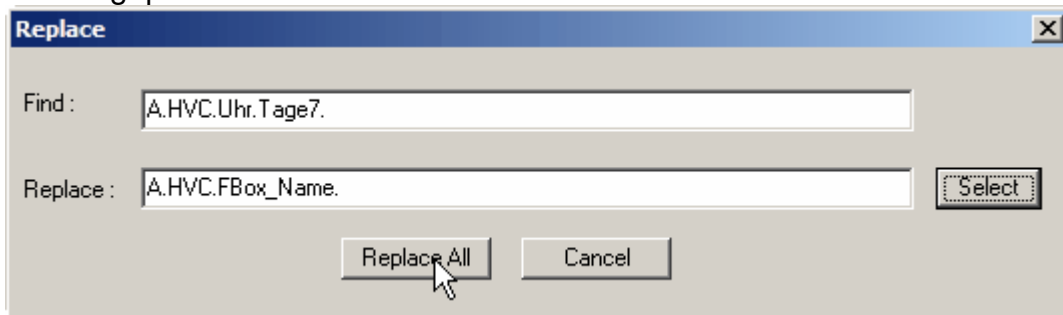 Replace
Find :
A.HVC.Uhr.Tage7.
Replace :
A.HVC.FBox_Name.
Select
Replace All
Cancel